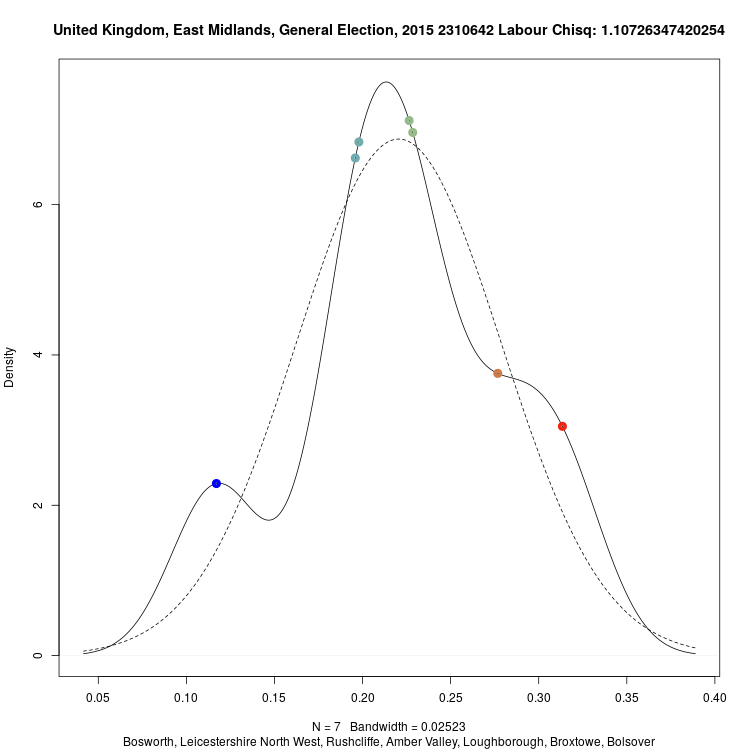 United Kingdom, East Midlands, General Election, 2015 2310642 Labour Chisq: 1.10726347420254
Density
6
4
2
0
0.05 0.10 0.15 0.20 0.25 0.30 0.35 0.40
N = 7 Bandwidth = 0.02523
Bosworth, Leicestershire North West, Rushcliffe, Amber Valley, Loughborough, Broxtowe, Bolsover